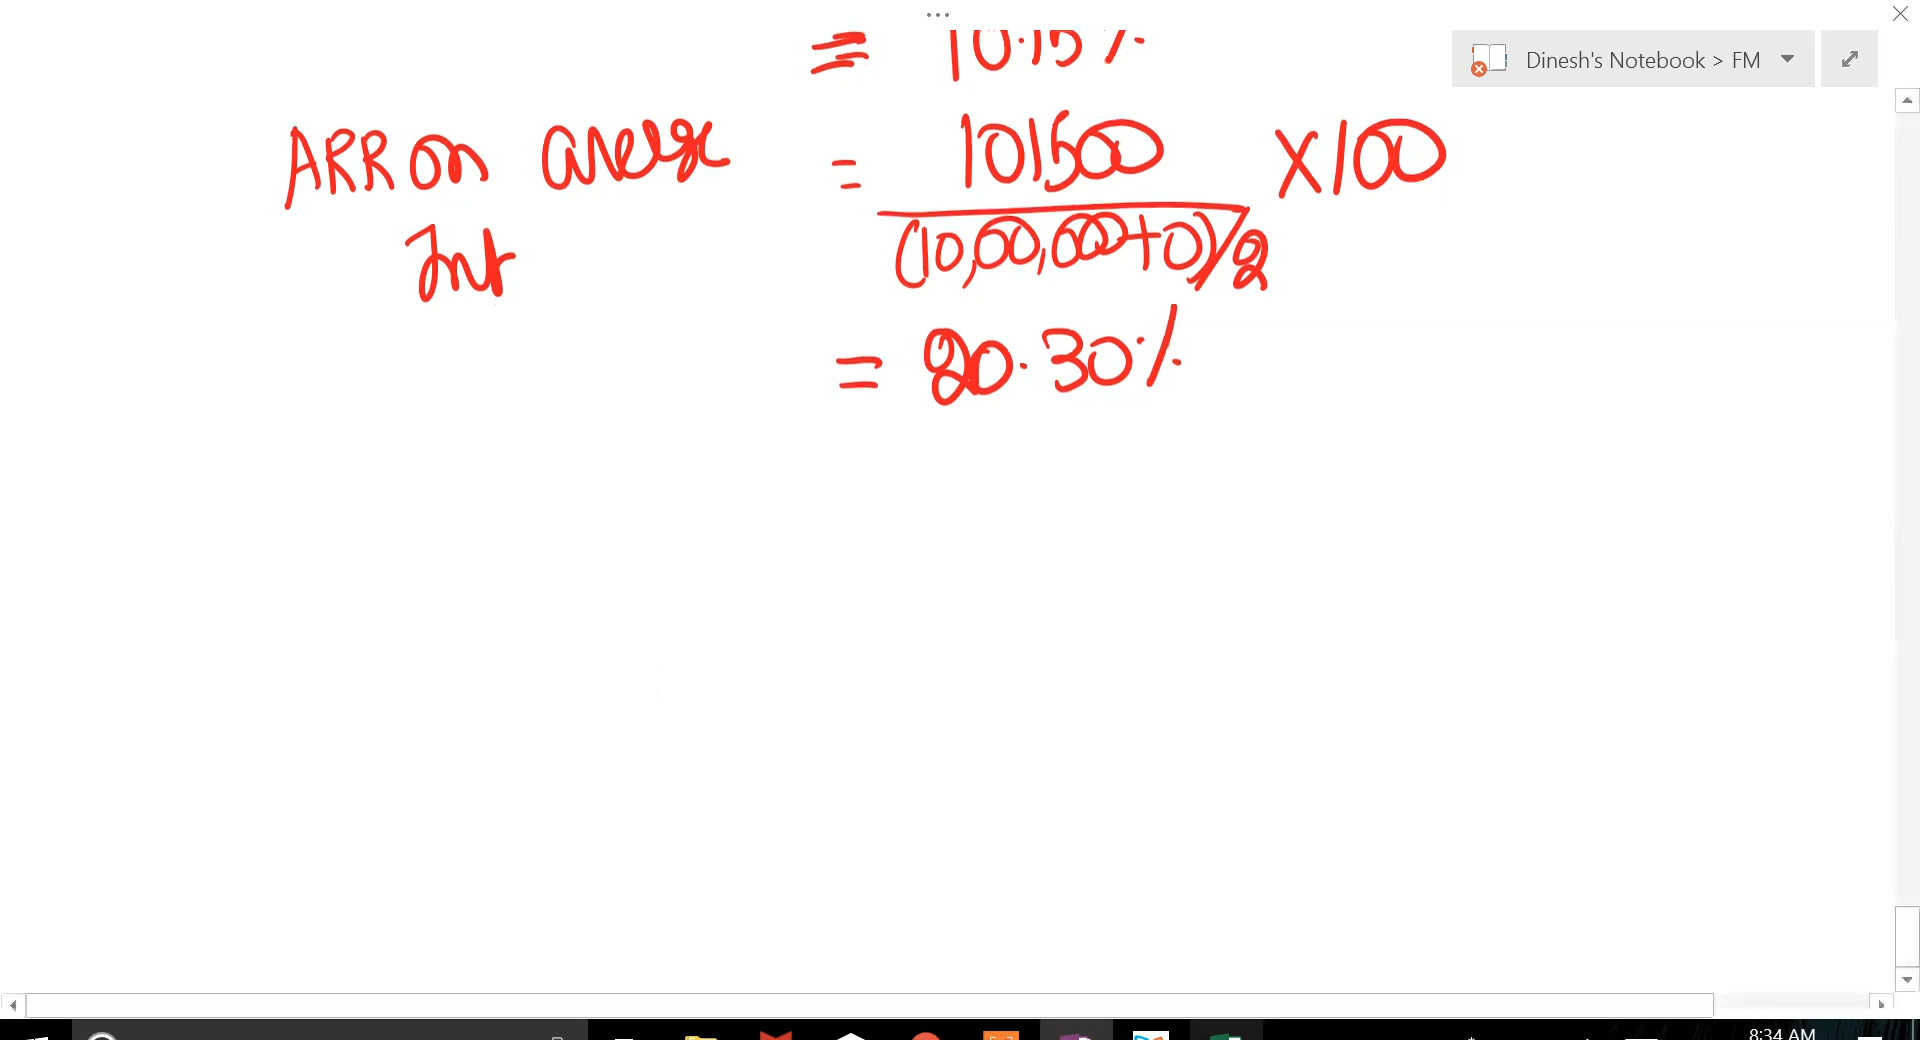 ...
= 10.15%
Dinesh's Notebook > FM
ARR on average = 101500 X100
(10,00,000+0)/2
Int
= 20.30%
8:34 AM